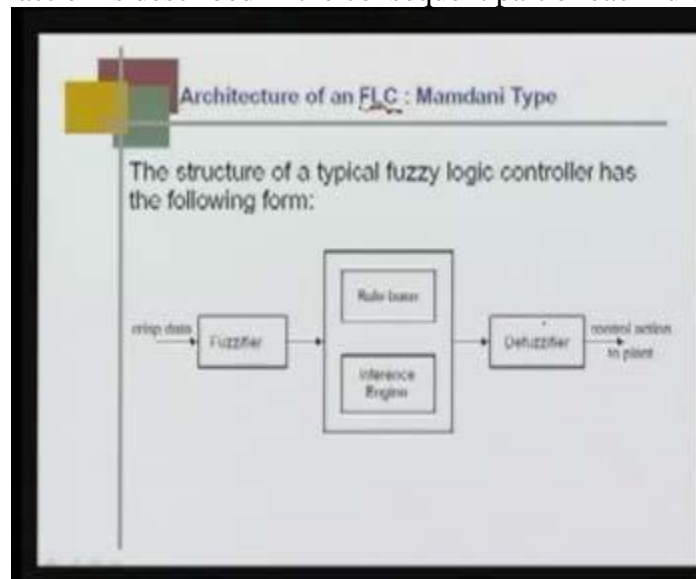 Architecture of an FLC : Mamdani Type
The structure of a typical fuzzy logic controller has
the following form:
Rule base
crisp data
Fuzzifier
Defuzzifier
control action
to plant
Inference
Engine